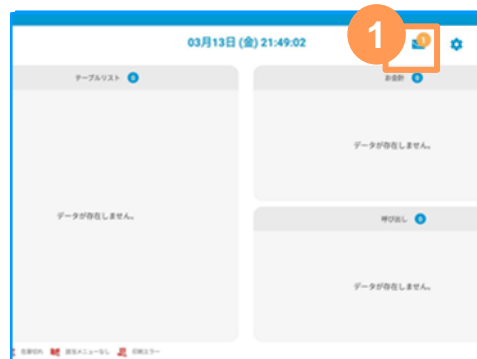 03月13日 (金) 21:49:02
1
1
テーブルリスト 0
お会計 0
データが存在しません。
データが存在しません。
呼び出し 0
データが存在しません。
在庫切れ 該当メニューなし 印刷エラー